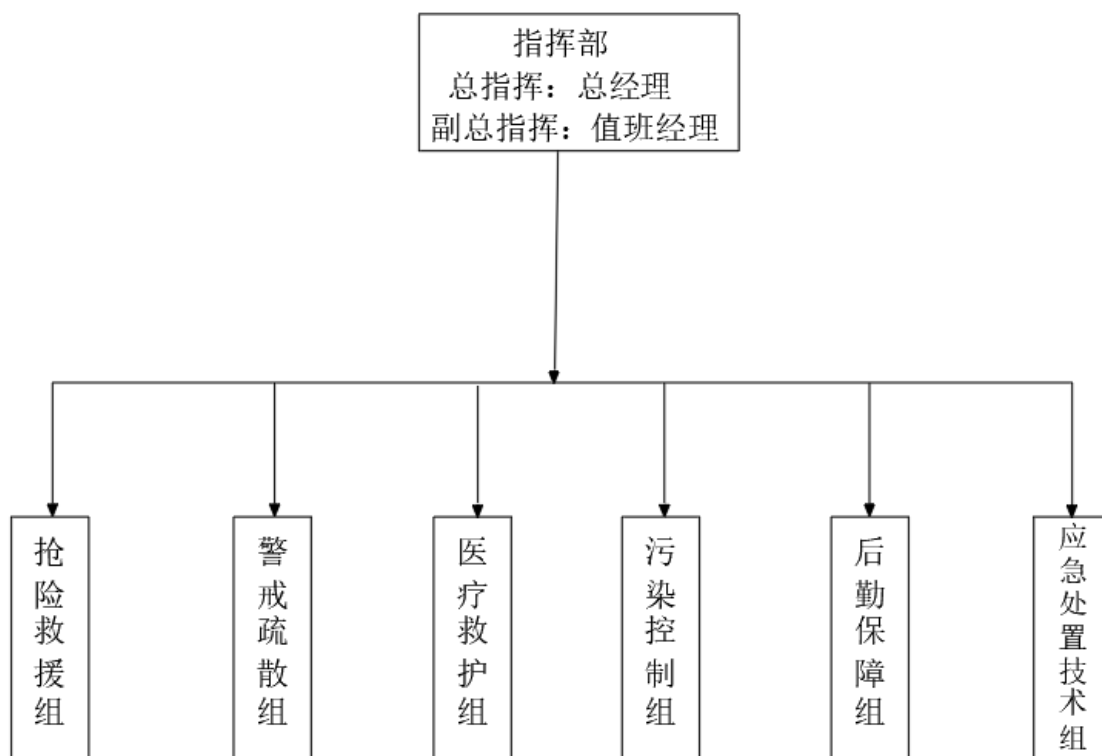 指挥部
总指挥：总经理
副总指挥：值班经理
抢险救援组
警戒疏散组
医疗救护组
污染控制组
后勤保障组
应急处置技术组